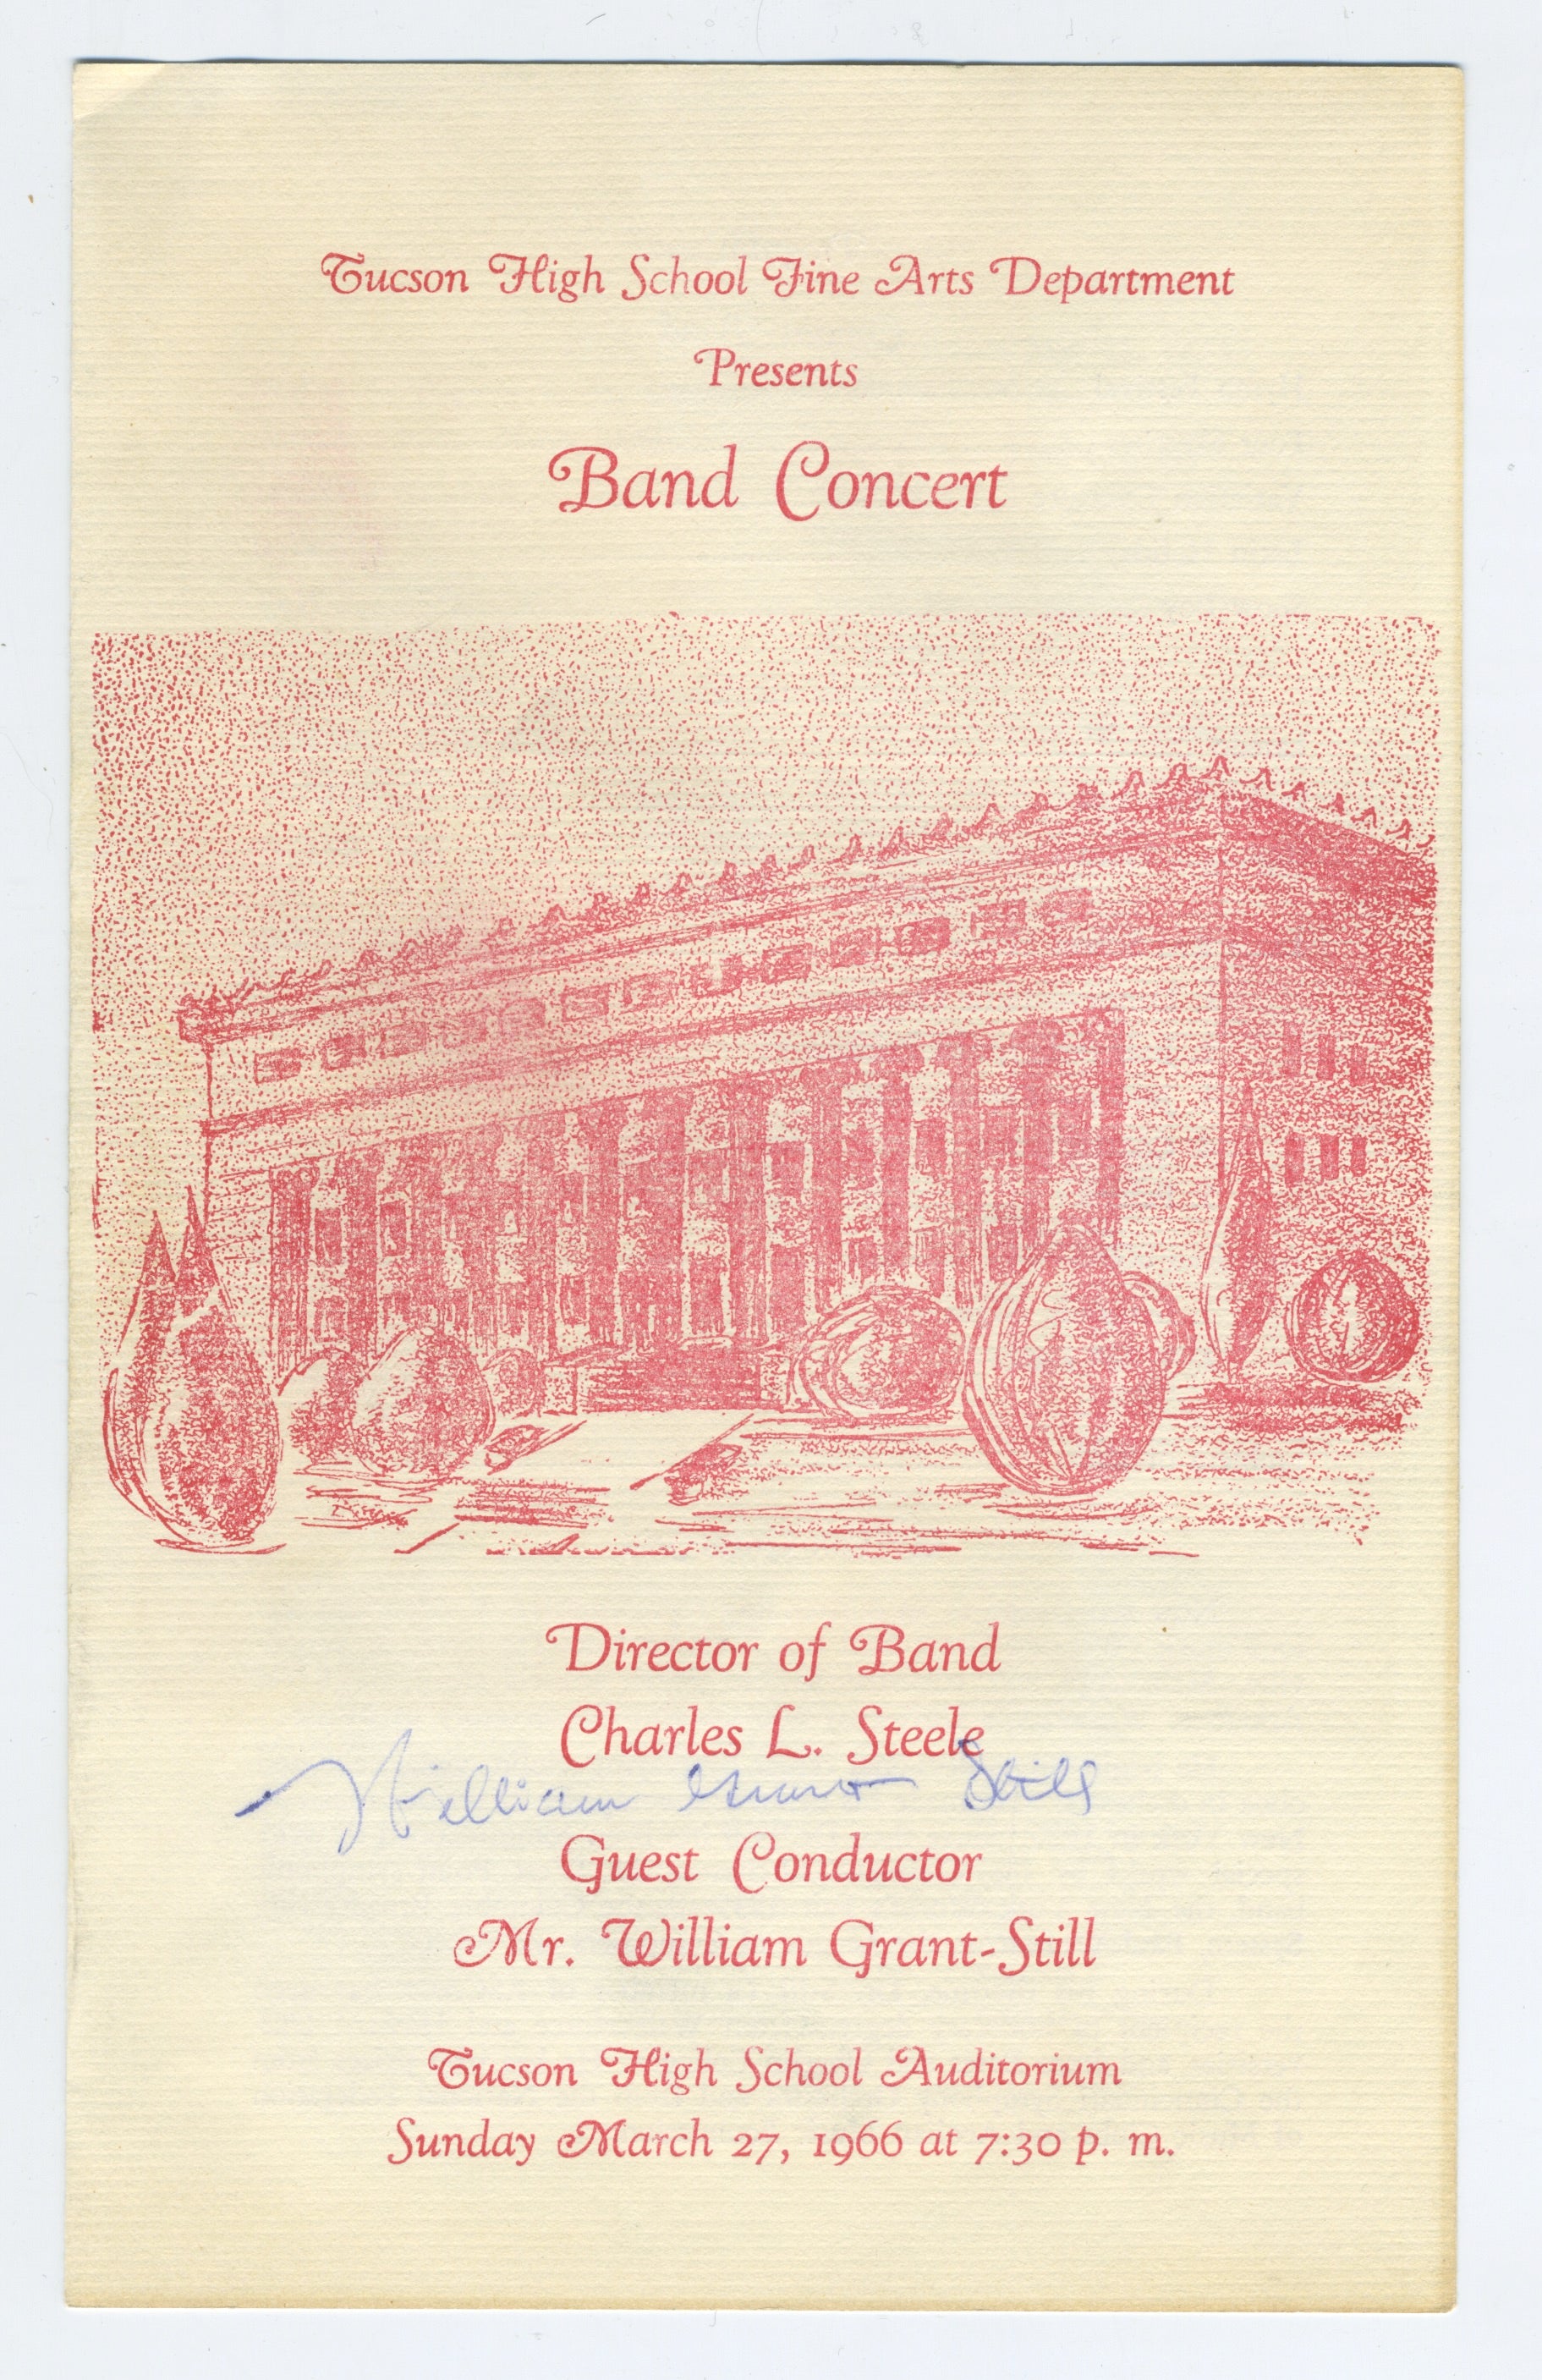 Tucson High School Fine Arts Department
Presents
Band Concert
Director of Band
Charles L. Steele
William Grant Still
Guest Conductor
Mr. William Grant-Still
Tucson High School Auditorium
Sunday March 27, 1966 at 7:30 p. m.